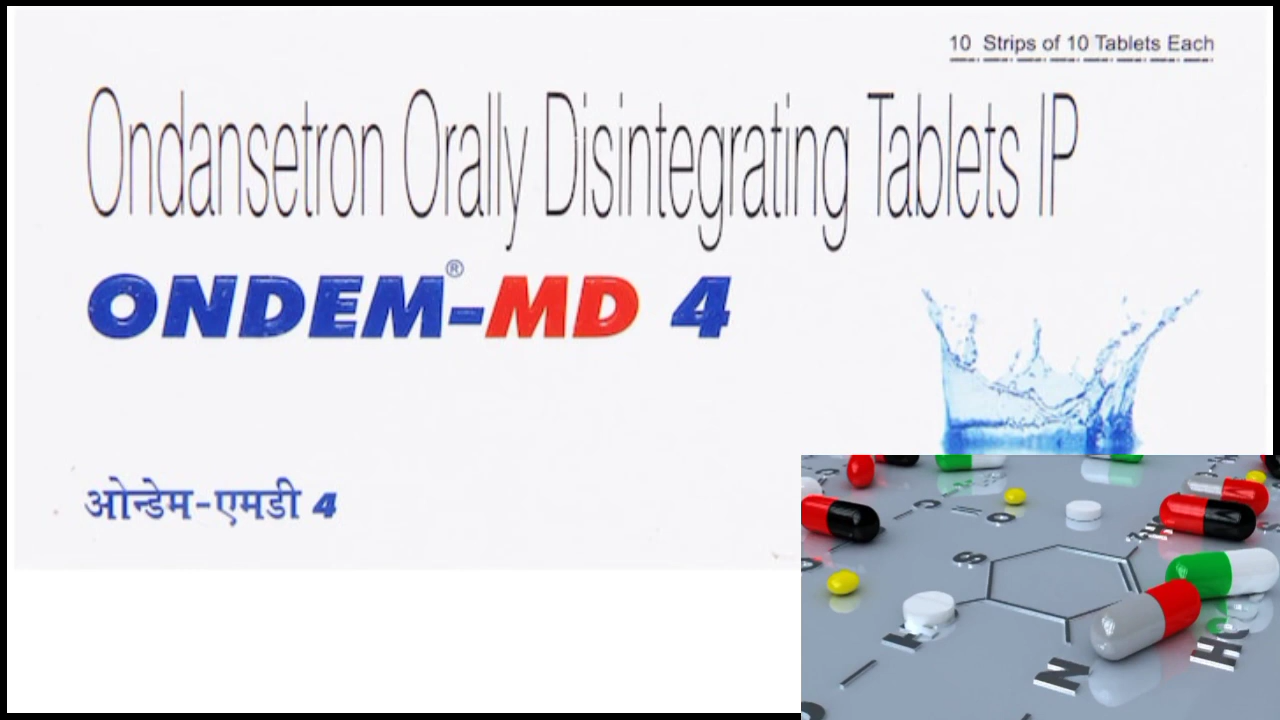 10 Strips of 10 Tablets Each
Ondansetron Orally Disintegrating Tablets IP
ONDEM®-MD 4
ओन्डेम-एमडी 4